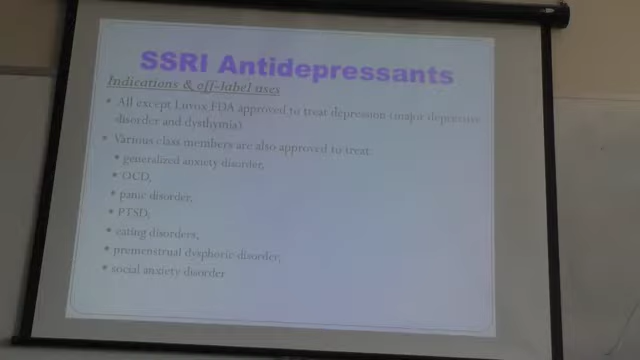 SSRI Antidepressants
Indications & off-label uses
• All except Luvox FDA approved to treat depression (major depressive
disorder and dysthymia)
• Various class members are also approved to treat:
• generalized anxiety disorder,
• OCD,
• panic disorder,
• PTSD,
• eating disorders,
• premenstrual dysphoric disorder,
• social anxiety disorder